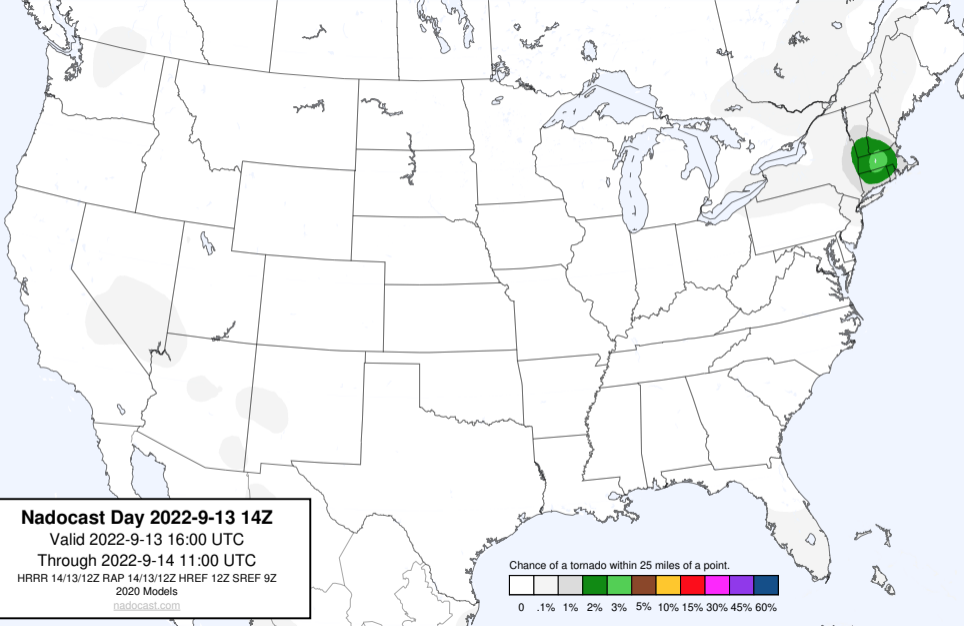 Nadocast Day 2022-9-13 14Z
Valid 2022-9-13 16:00 UTC
Through 2022-9-14 11:00 UTC
HRRR 14/13/12Z RAP 14/13/12Z HREF 12Z SREF 9Z
2020 Models
nadocast.com
Chance of a tornado within 25 miles of a point.
0 .1% 1% 2% 3% 5% 10% 15% 30% 45% 60%